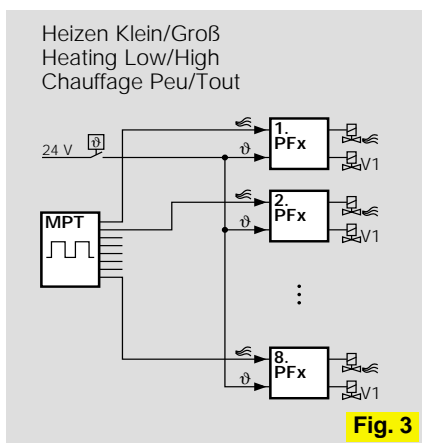 Heizen Klein/Groß
Heating Low/High
Chauffage Peu/Tout
24 V
ϑ
MPT
1.
PFx
ϑ
V1
2.
PFx
ϑ
V1
⋮
8.
PFx
ϑ
V1
Fig. 3